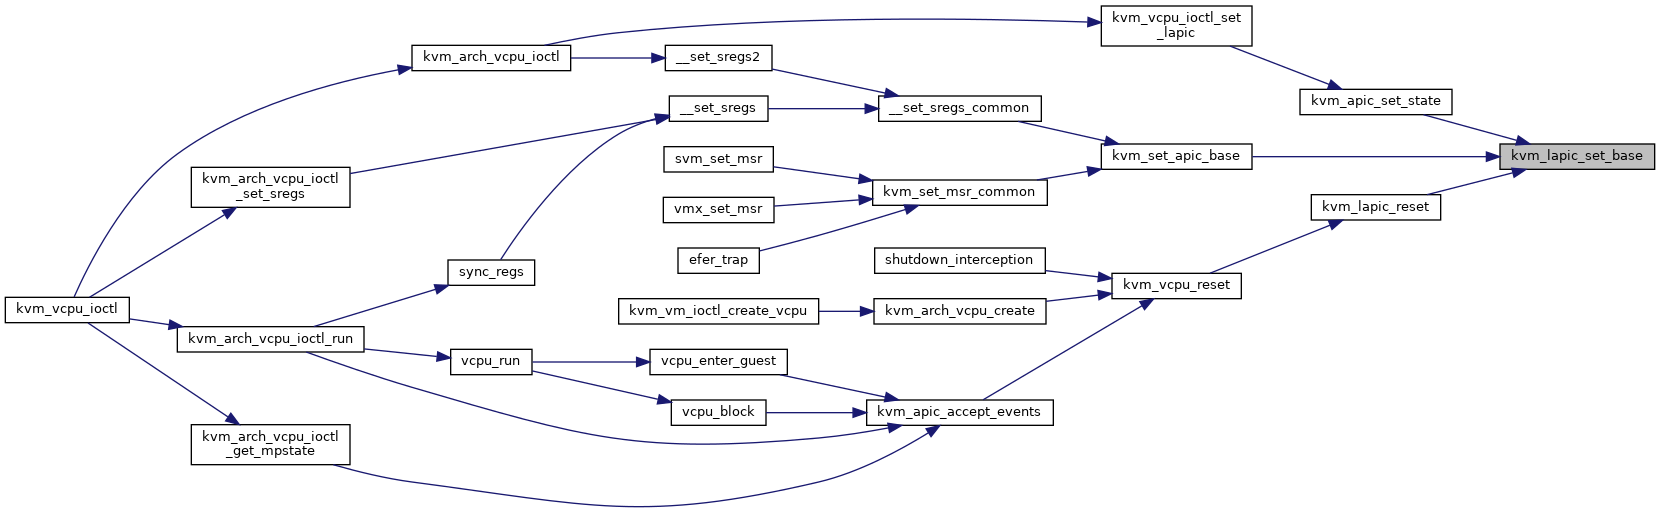 kvm_vcpu_ioctl_set
_lapic
kvm_arch_vcpu_ioctl
__set_sregs2
kvm_apic_set_state
__set_sregs
__set_sregs_common
kvm_lapic_set_base
kvm_set_apic_base
svm_set_msr
kvm_arch_vcpu_ioctl
_set_sregs
kvm_set_msr_common
vmx_set_msr
kvm_lapic_reset
efer_trap
shutdown_interception
sync_regs
kvm_vcpu_reset
kvm_vcpu_ioctl
kvm_vm_ioctl_create_vcpu
kvm_arch_vcpu_create
kvm_arch_vcpu_ioctl_run
vcpu_run
vcpu_enter_guest
vcpu_block
kvm_apic_accept_events
kvm_arch_vcpu_ioctl
_get_mpstate